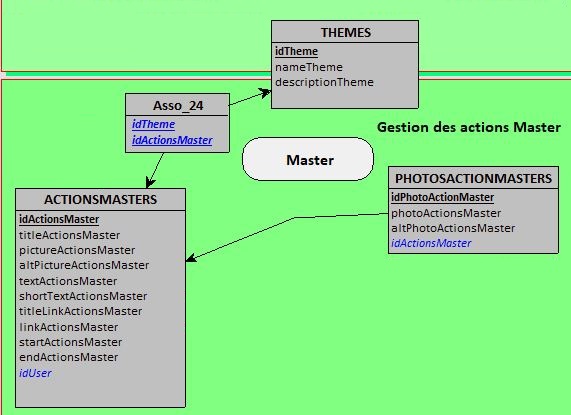 THEMES
idTheme
nameTheme
descriptionTheme
Asso_24
idTheme
idActionsMaster
Gestion des actions Master
Master
PHOTOSACTIONMASTERS
idPhotoActionMaster
photoActionsMaster
altPhotoActionsMaster
idActionsMaster
ACTIONSMASTERS
idActionsMaster
titleActionsMaster
pictureActionsMaster
altPictureActionsMaster
textActionsMaster
shortTextActionsMaster
titleLinkActionsMaster
linkActionsMaster
startActionsMaster
endActionsMaster
idUser